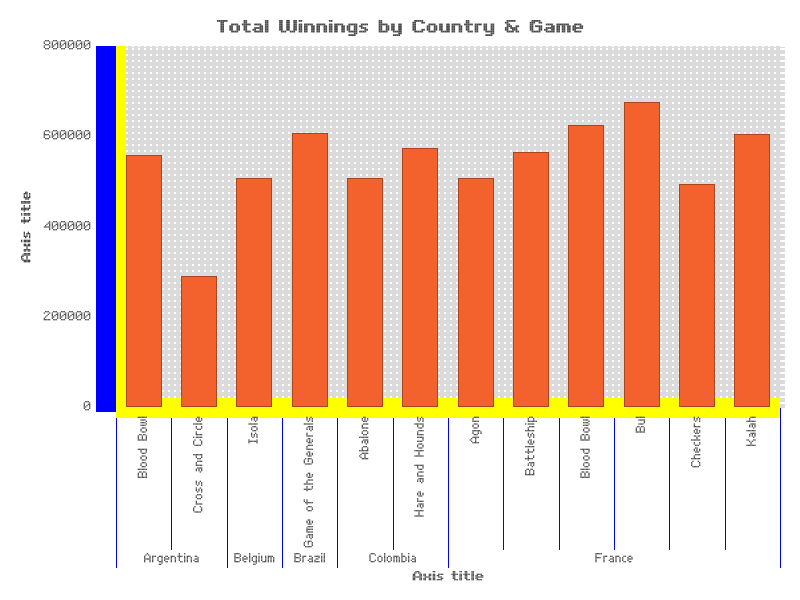 Total Winnings by Country & Game
800000
600000
400000
200000
0
Axis title
Blood Bowl
Cross and Circle
Isola
Game of the Generals
Abalone
Hare and Hounds
Agon
Battleship
Blood Bowl
Bul
Checkers
Kalah
Argentina
Belgium
Brazil
Colombia
France
Axis title